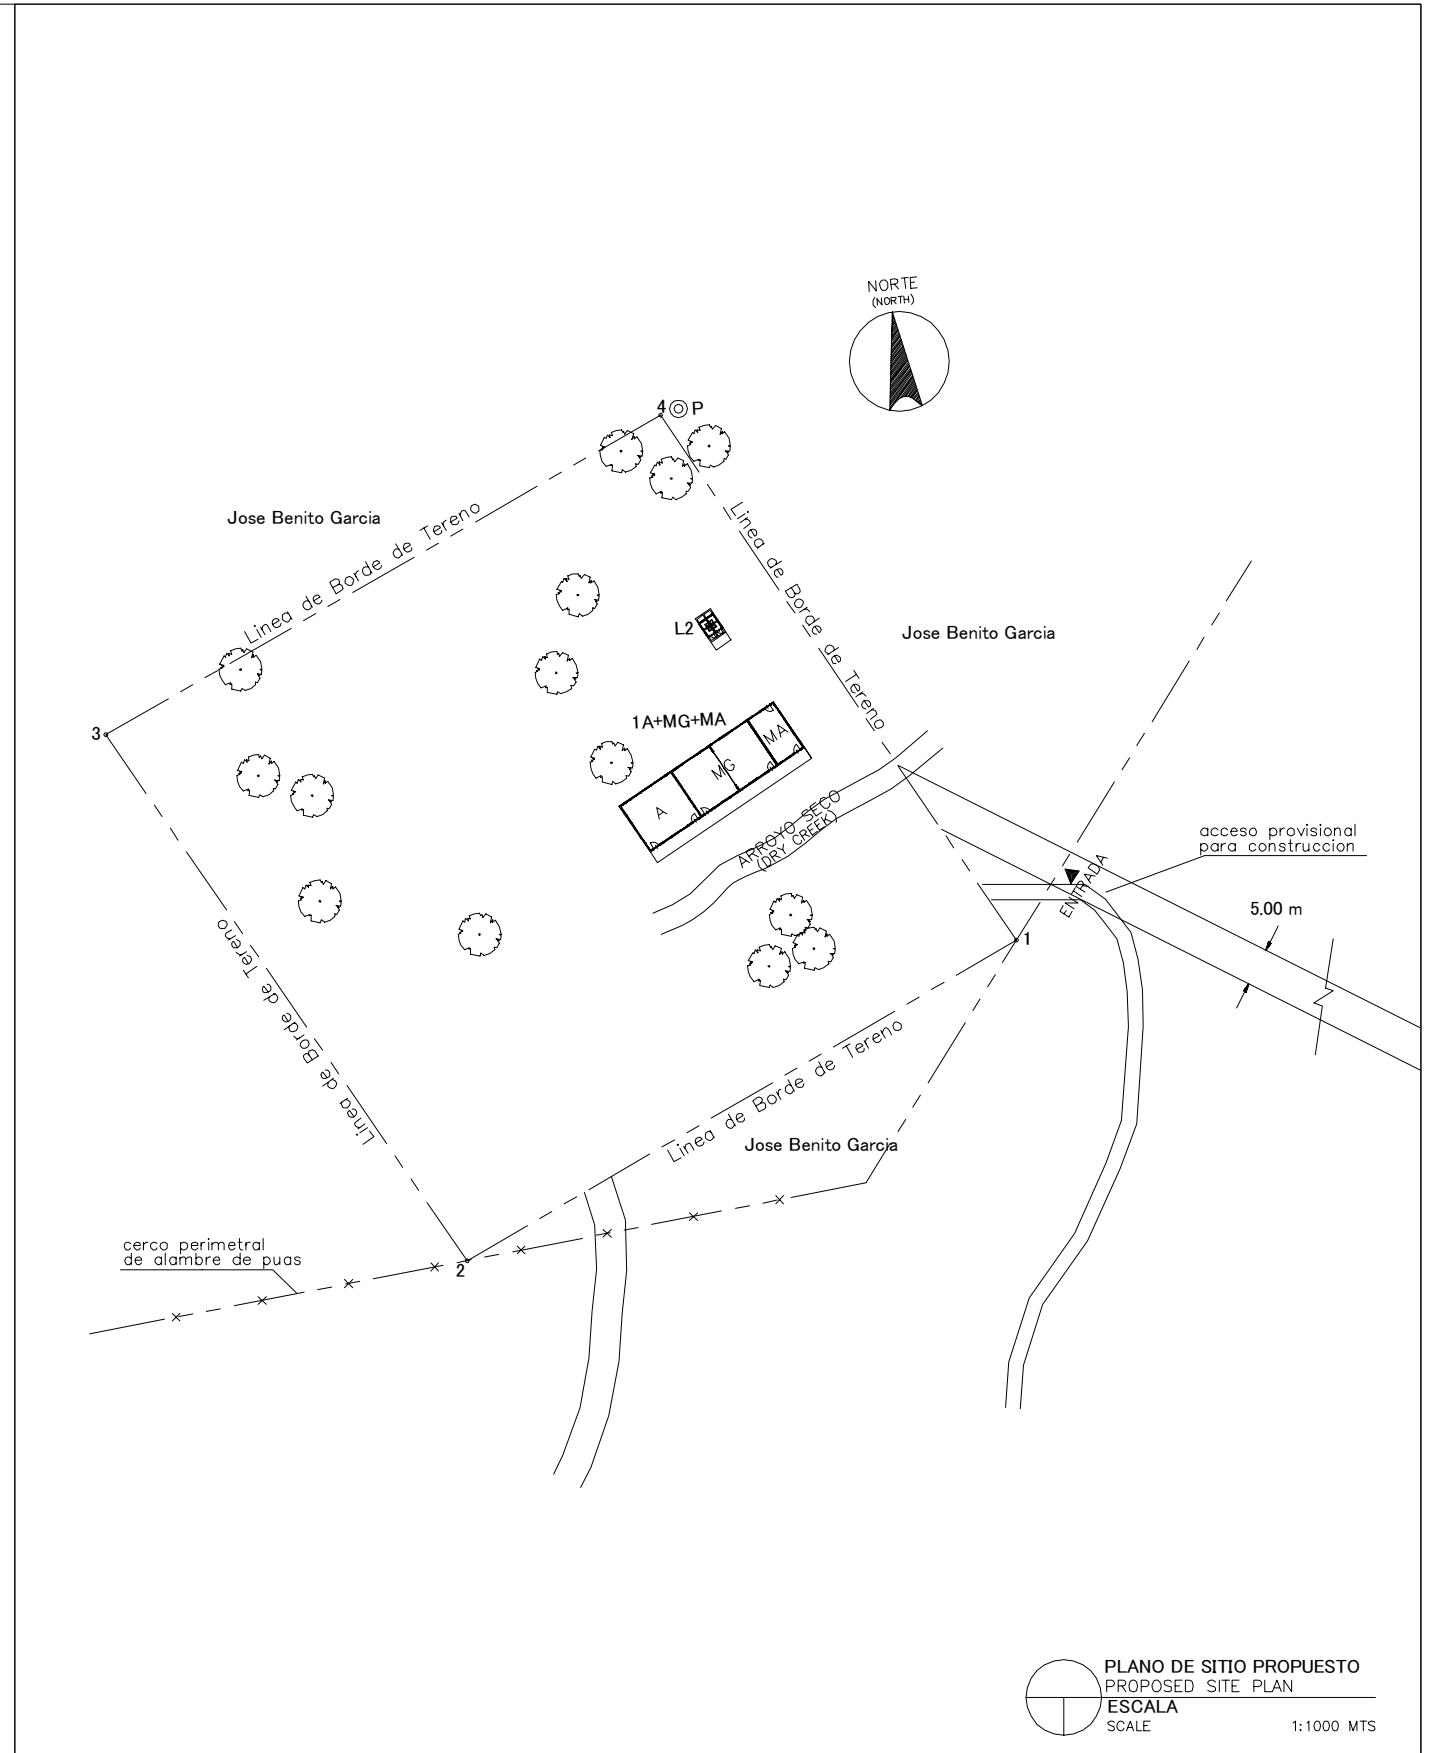 NORTE
(NORTH)
4 P
Jose Benito Garcia
Linea de Borde de Tereno
Linea de Borde de Tereno
L2
Jose Benito Garcia
3
1A+MG+MA
MA
MG
A
ARROYO SECO
(DRY CREEK)
acceso provisional
para construccion
ENTRADA
5.00 m
1
Linea de Borde de Tereno
Linea de Borde de Tereno
Jose Benito Garcia
cerco perimetral
de alambre de puas
2
PLANO DE SITIO PROPUESTO
PROPOSED SITE PLAN
ESCALA
SCALE 1:1000 MTS